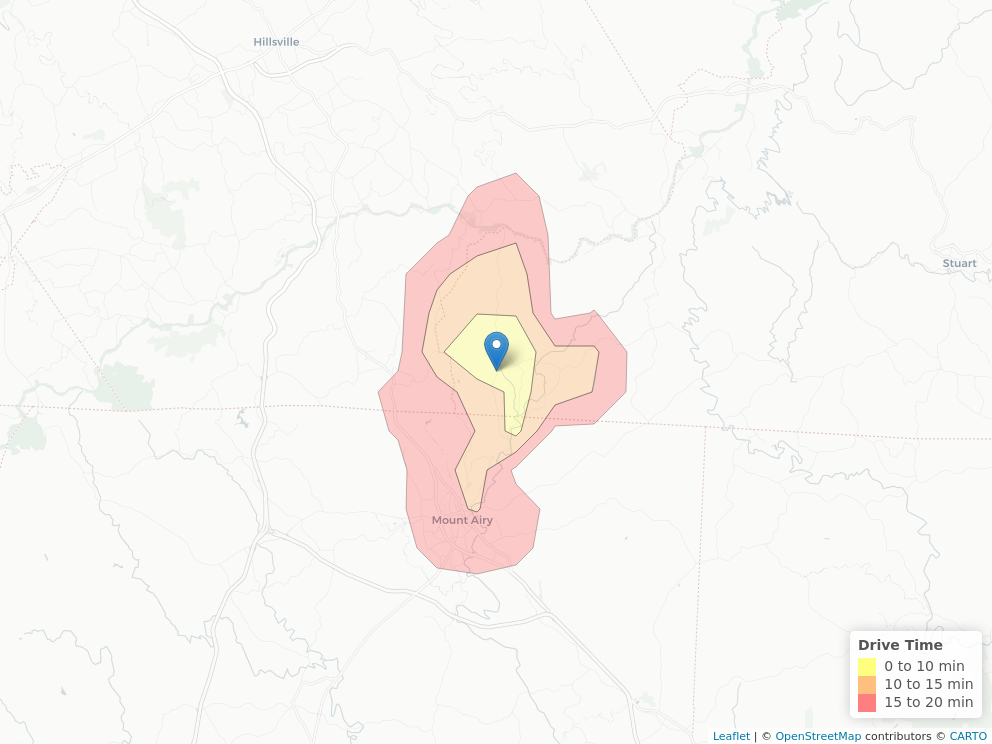 Hillsville
Stuart
Mount Airy
Drive Time
0 to 10 min
10 to 15 min
15 to 20 min
Leaflet | © OpenStreetMap contributors © CARTO